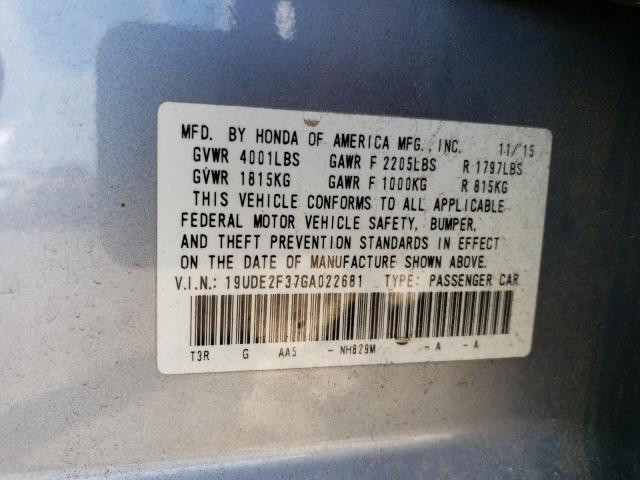 MFD. BY HONDA OF AMERICA MFG., INC. 11/'15
GVWR 4001LBS GAWR F 2205LBS R 1797LBS
GVWR 1815KG GAWR F 1000KG R 815KG
THIS VEHICLE CONFORMS TO ALL APPLICABLE
FEDERAL MOTOR VEHICLE SAFETY, BUMPER,
AND THEFT PREVENTION STANDARDS IN EFFECT
ON THE DATE OF MANUFACTURE SHOWN ABOVE.
V.I.N.: 19UDE2F37GA022681 TYPE: PASSENGER CAR
T3R G AA5 - NH829M - A - A